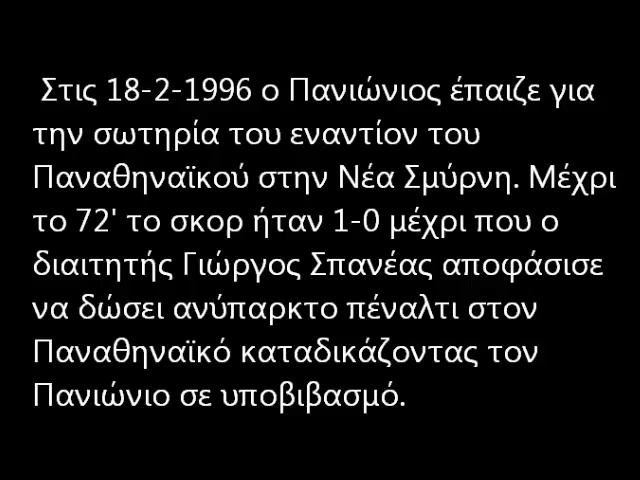 Στις 18-2-1996 ο Πανιώνιος έπαιζε για
την σωτηρία του εναντίον του
Παναθηναϊκού στην Νέα Σμύρνη. Μέχρι
το 72' το σκορ ήταν 1-0 μέχρι που ο
διαιτητής Γιώργος Σπανέας αποφάσισε
να δώσει ανύπαρκτο πέναλτι στον
Παναθηναϊκό καταδικάζοντας τον
Πανιώνιο σε υποβιβασμό.